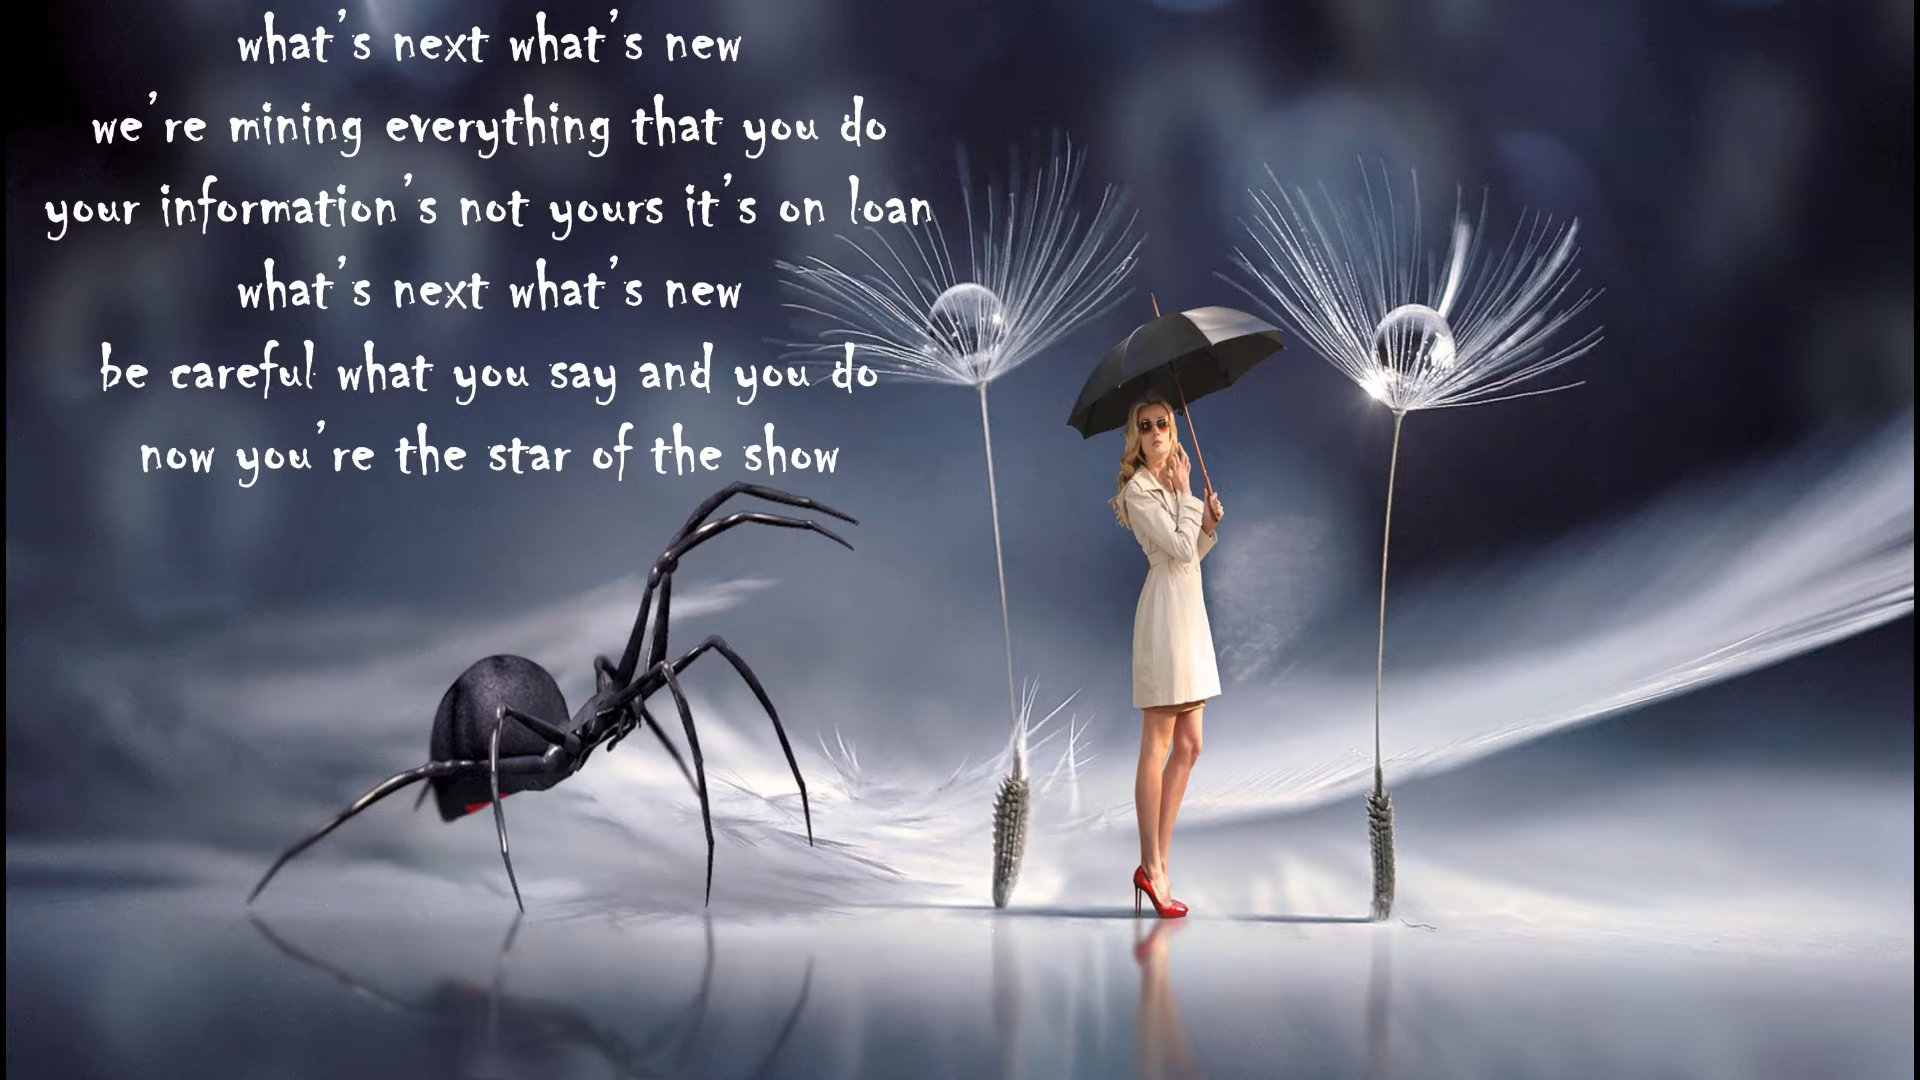 what's next what's new
we're mining everything that you do
your information's not yours it's on loan
what's next what's new
be careful what you say and you do
now you're the star of the show